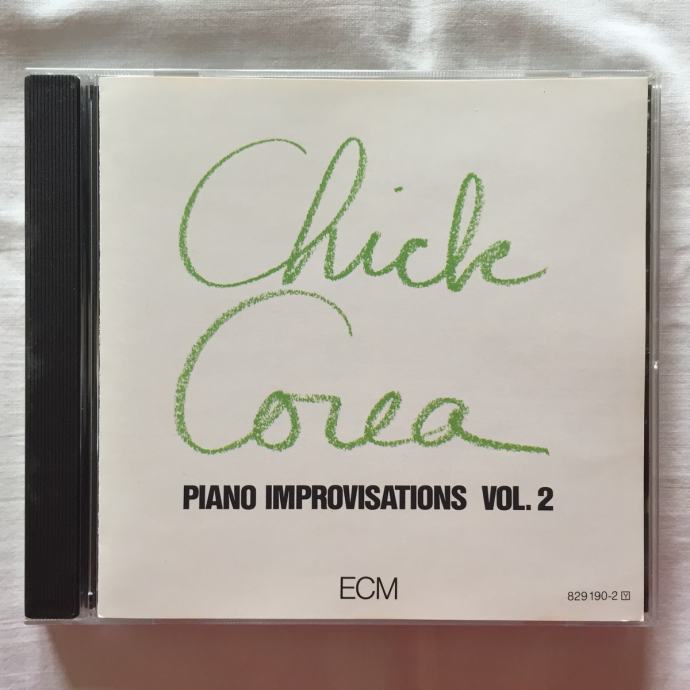 Chick
Corea
PIANO IMPROVISATIONS VOL. 2
ECM
829 190-2 Y